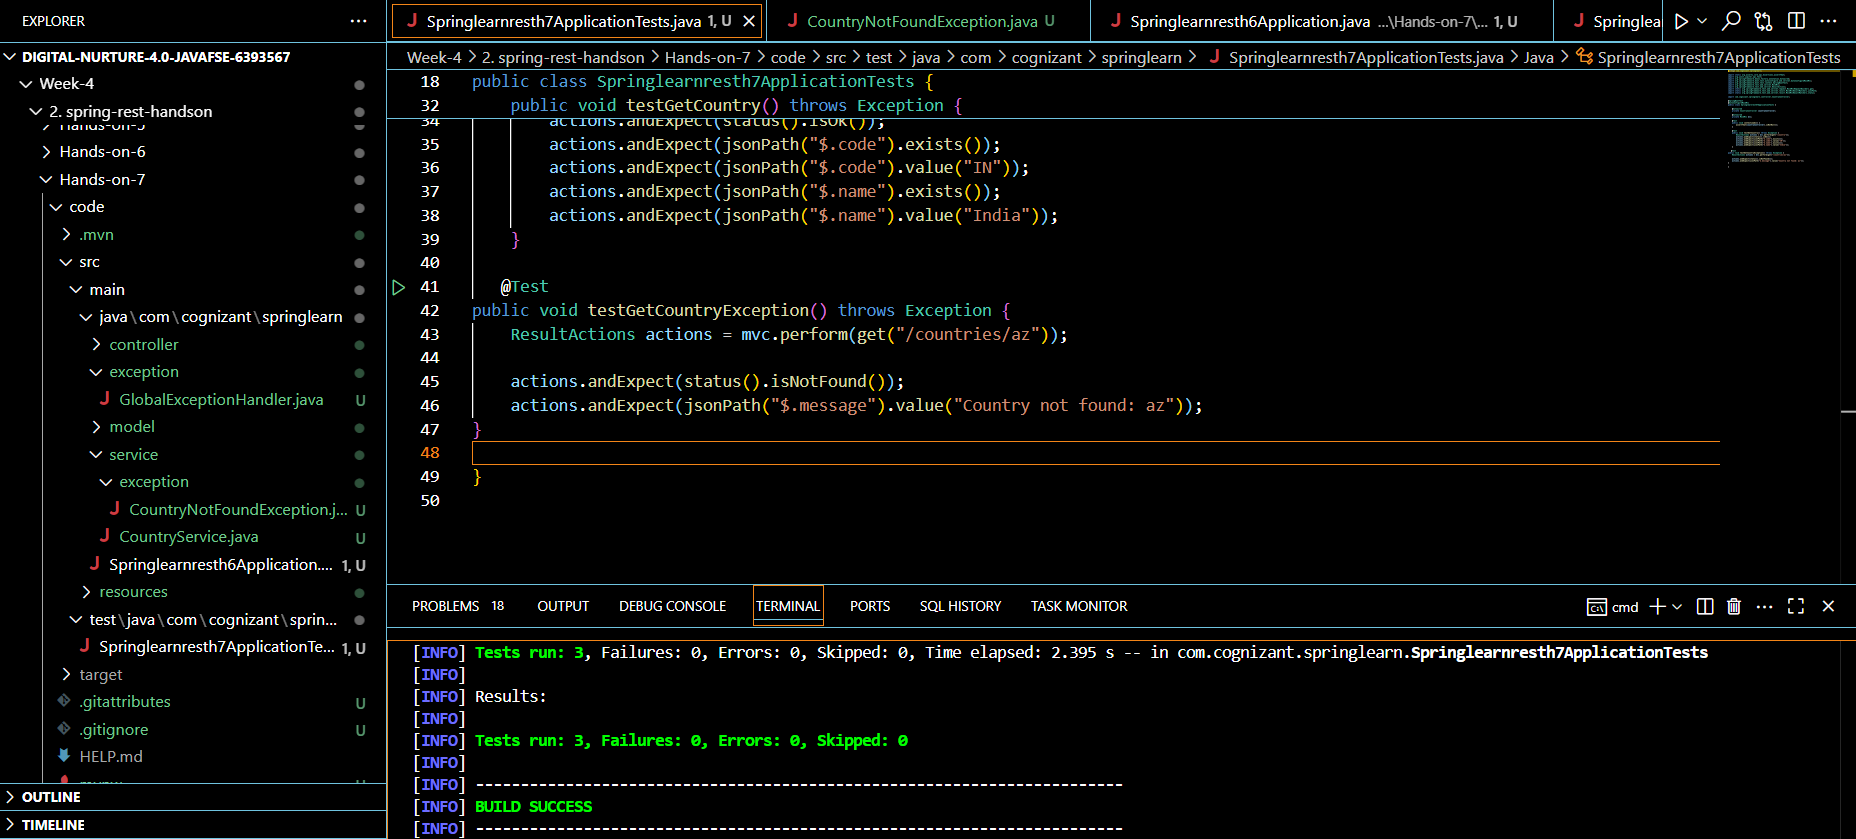 EXPLORER
DIGITAL-NURTURE-4.0-JAVAFSE-6393567
Week-4
2. spring-rest-handson
Hands-on-5
Hands-on-6
Hands-on-7
code
.mvn
src
main
java\com\cognizant\springlearn
controller
exception
GlobalExceptionHandler.java U
model
service
exception
CountryNotFoundException.j... U
CountryService.java U
Springlearnresth6Application.... 1, U
resources
test\java\com\cognizant\sprin...
Springlearnresth7ApplicationTe... 1, U
target
.gitattributes U
.gitignore U
HELP.md
OUTLINE
TIMELINE
Springlearnresth7ApplicationTests.java 1, U
CountryNotFoundException.java U
Springlearnresth6Application.java ...\Hands-on-7\... 1, U
Springlea
Week-4 > 2. spring-rest-handson > Hands-on-7 > code > src > test > java > com > cognizant > springlearn > Springlearnresth7ApplicationTests.java > Java > Springlearnresth7ApplicationTests
18 public class Springlearnresth7ApplicationTests {
32 public void testGetCountry() throws Exception {
34 actions.andExpect(status().isOk());
35 actions.andExpect(jsonPath("$.code").exists());
36 actions.andExpect(jsonPath("$.code").value("IN"));
37 actions.andExpect(jsonPath("$.name").exists());
38 actions.andExpect(jsonPath("$.name").value("India"));
39 }
40
41 @Test
42 public void testGetCountryException() throws Exception {
43 ResultActions actions = mvc.perform(get("/countries/az"));
44
45 actions.andExpect(status().isNotFound());
46 actions.andExpect(jsonPath("$.message").value("Country not found: az"));
47 }
48
49 }
50
PROBLEMS 18 OUTPUT DEBUG CONSOLE TERMINAL PORTS SQL HISTORY TASK MONITOR
cmd
[INFO] Tests run: 3, Failures: 0, Errors: 0, Skipped: 0, Time elapsed: 2.395 s -- in com.cognizant.springlearn.Springlearnresth7ApplicationTests
[INFO]
[INFO] Results:
[INFO]
[INFO] Tests run: 3, Failures: 0, Errors: 0, Skipped: 0
[INFO]
[INFO] ------------------------------------------------------------------------
[INFO] BUILD SUCCESS
[INFO] ------------------------------------------------------------------------